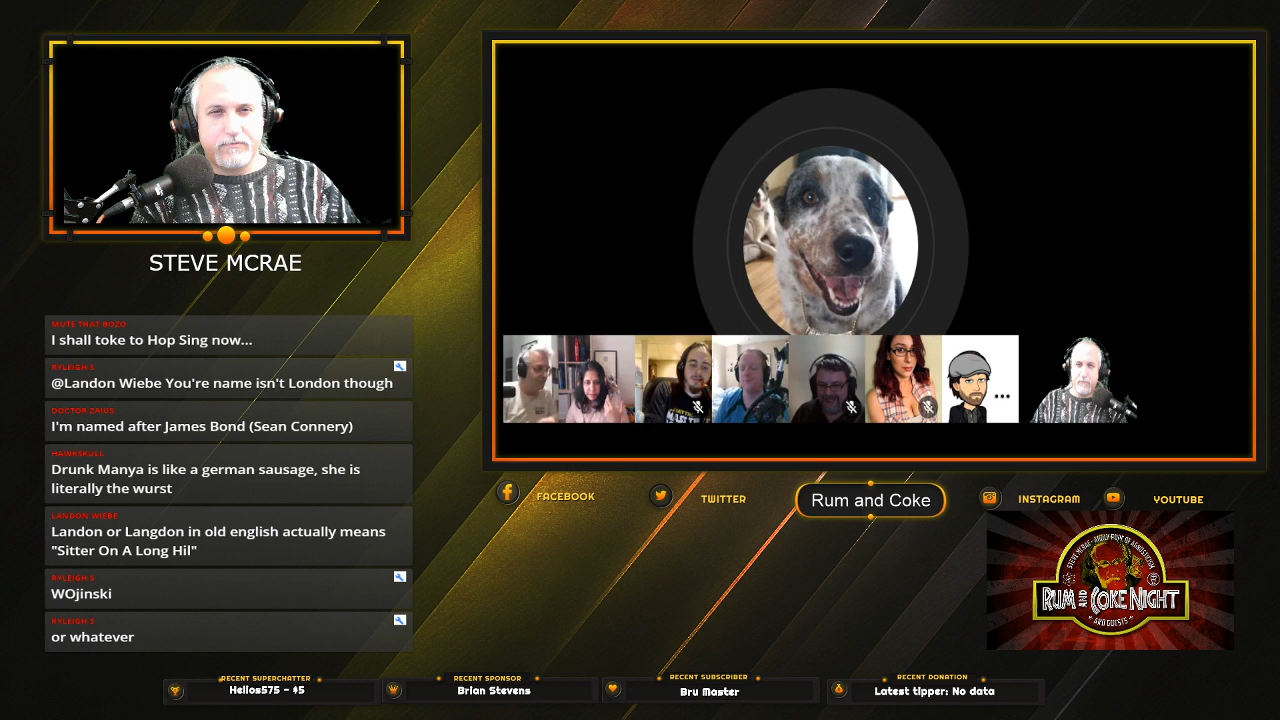 STEVE MCRAE
MUTE THAT BOZO
I shall toke to Hop Sing now...
RYLEIGH S
@Landon Wiebe You're name isn't London though
DOCTOR ZAIUS
I'm named after James Bond (Sean Connery)
HAWKSKULL
Drunk Manya is like a german sausage, she is
literally the wurst
LANDON WIEBE
Landon or Langdon in old english actually means
"Sitter On A Long Hil"
RYLEIGH S
WOjinski
RYLEIGH S
or whatever
...
FACEBOOK
TWITTER
Rum and Coke
INSTAGRAM
YOUTUBE
RUM AND COKE NIGHT
AND GUESTS
RECENT SUPERCHATTER
Helios575 - $5
RECENT SPONSOR
Brian Stevens
RECENT SUBSCRIBER
Bru Master
RECENT DONATION
Latest tipper: No data